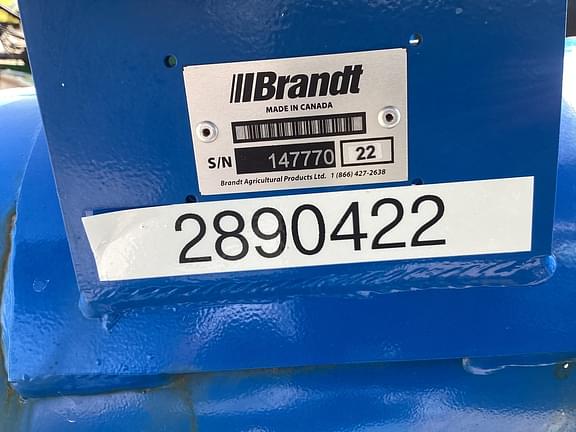 Brandt
MADE IN CANADA
S/N 147770 22
Brandt Agricultural Products Ltd. 1 (866) 427-2638
2890422